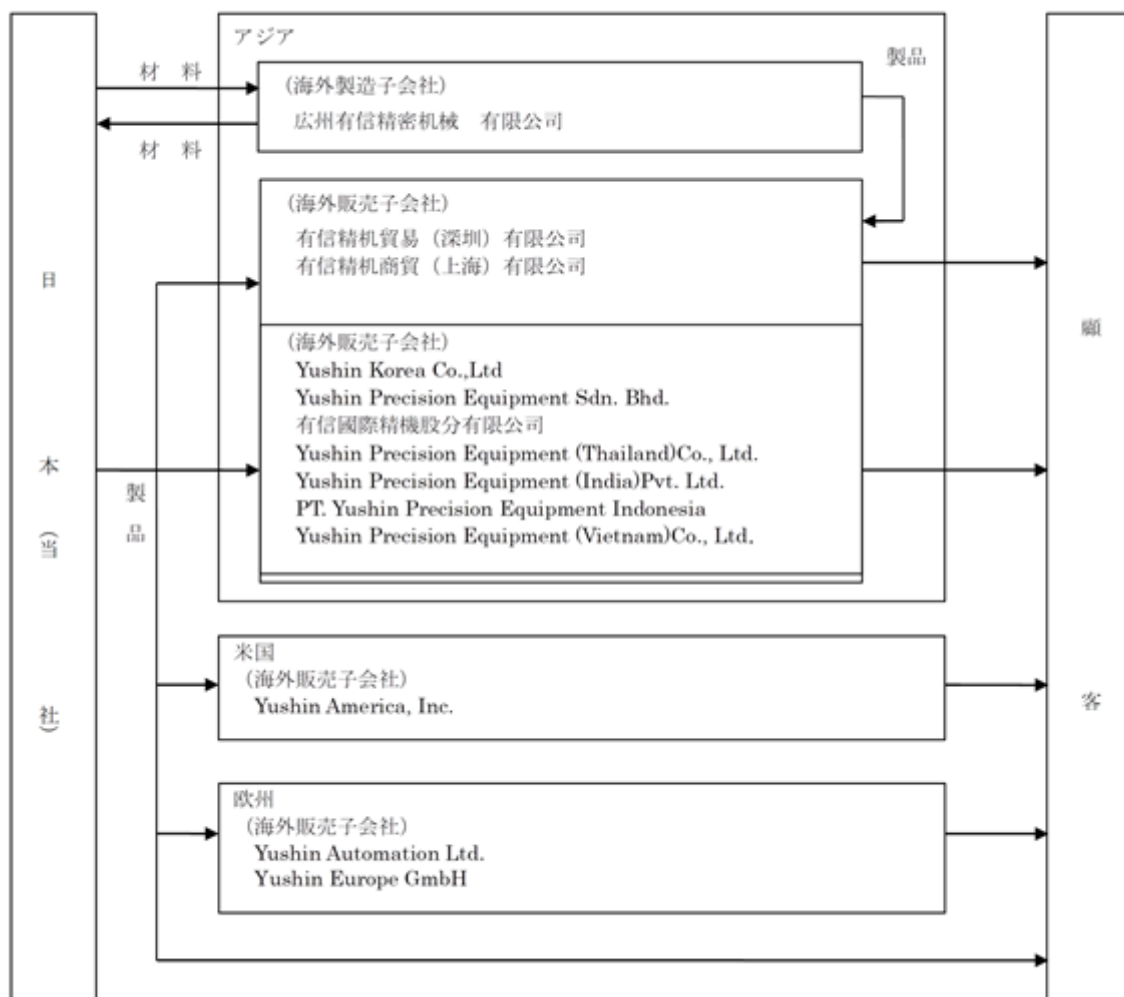 アジア
製品
材 料
(海外製造子会社)
広州有信精密机械 有限公司
材 料
(海外販売子会社)
有信精机貿易（深圳）有限公司
有信精机商貿（上海）有限公司
(海外販売子会社)
Yushin Korea Co.,Ltd
Yushin Precision Equipment Sdn. Bhd.
有信國際精機股分有限公司
Yushin Precision Equipment (Thailand)Co., Ltd.
Yushin Precision Equipment (India)Pvt. Ltd.
PT. Yushin Precision Equipment Indonesia
Yushin Precision Equipment (Vietnam)Co., Ltd.
日本(当社)
製品
顧客
米国
(海外販売子会社)
Yushin America, Inc.
欧州
(海外販売子会社)
Yushin Automation Ltd.
Yushin Europe GmbH